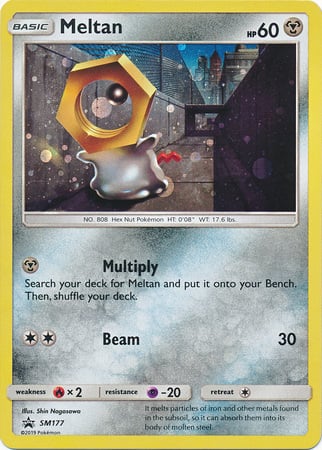 BASIC Meltan HP60
NO. 808 Hex Nut Pokémon HT: 0'08" WT: 17.6 lbs.
Multiply
Search your deck for Meltan and put it onto your Bench.
Then, shuffle your deck.
Beam 30
weakness ×2 resistance -20 retreat
Illus. Shin Nagasawa
SM177
©2019 Pokémon
It melts particles of iron and other metals found
in the subsoil, so it can absorb them into its
body of molten steel.